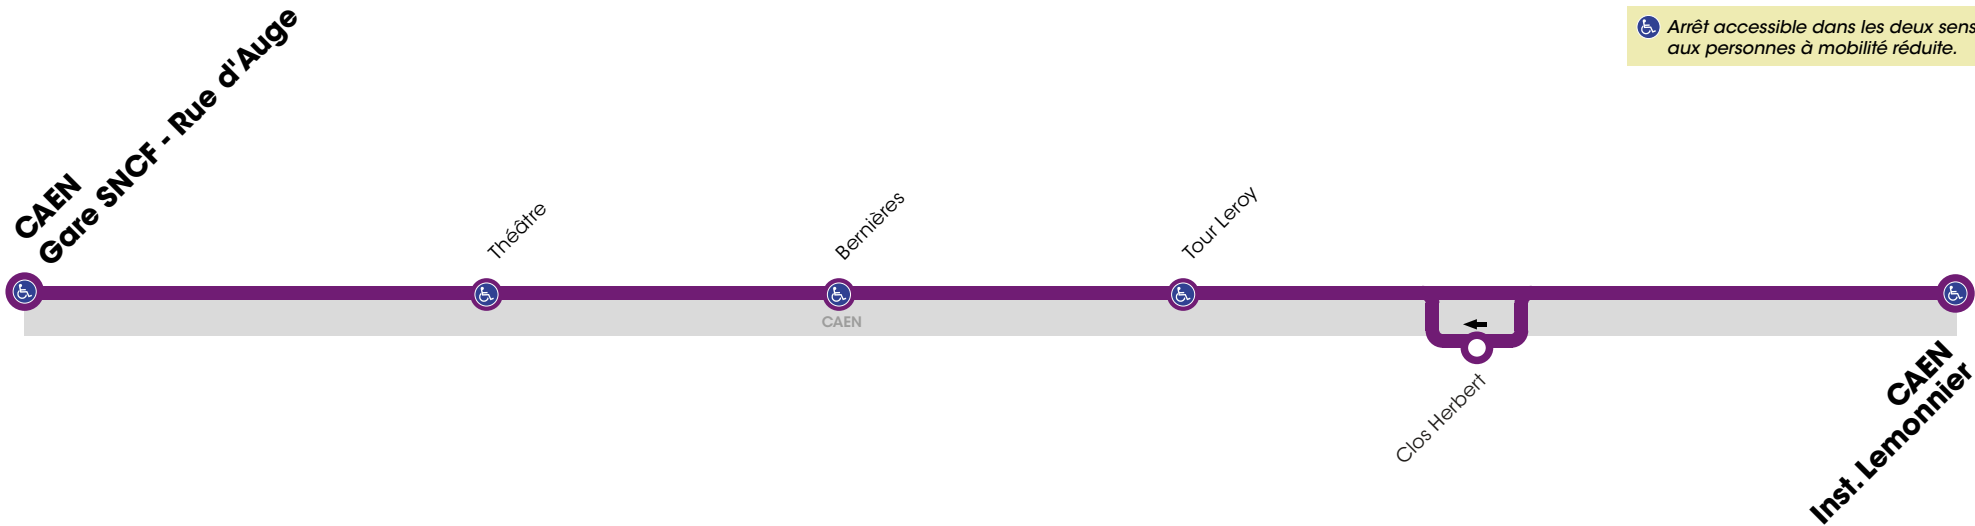 Arrêt accessible dans les deux sens
aux personnes à mobilité réduite.
CAEN
Gare SNCF - Rue d'Auge
Théâtre
Bernières
Tour Leroy
CAEN
Clos Herbert
CAEN
Inst. Lemonnier